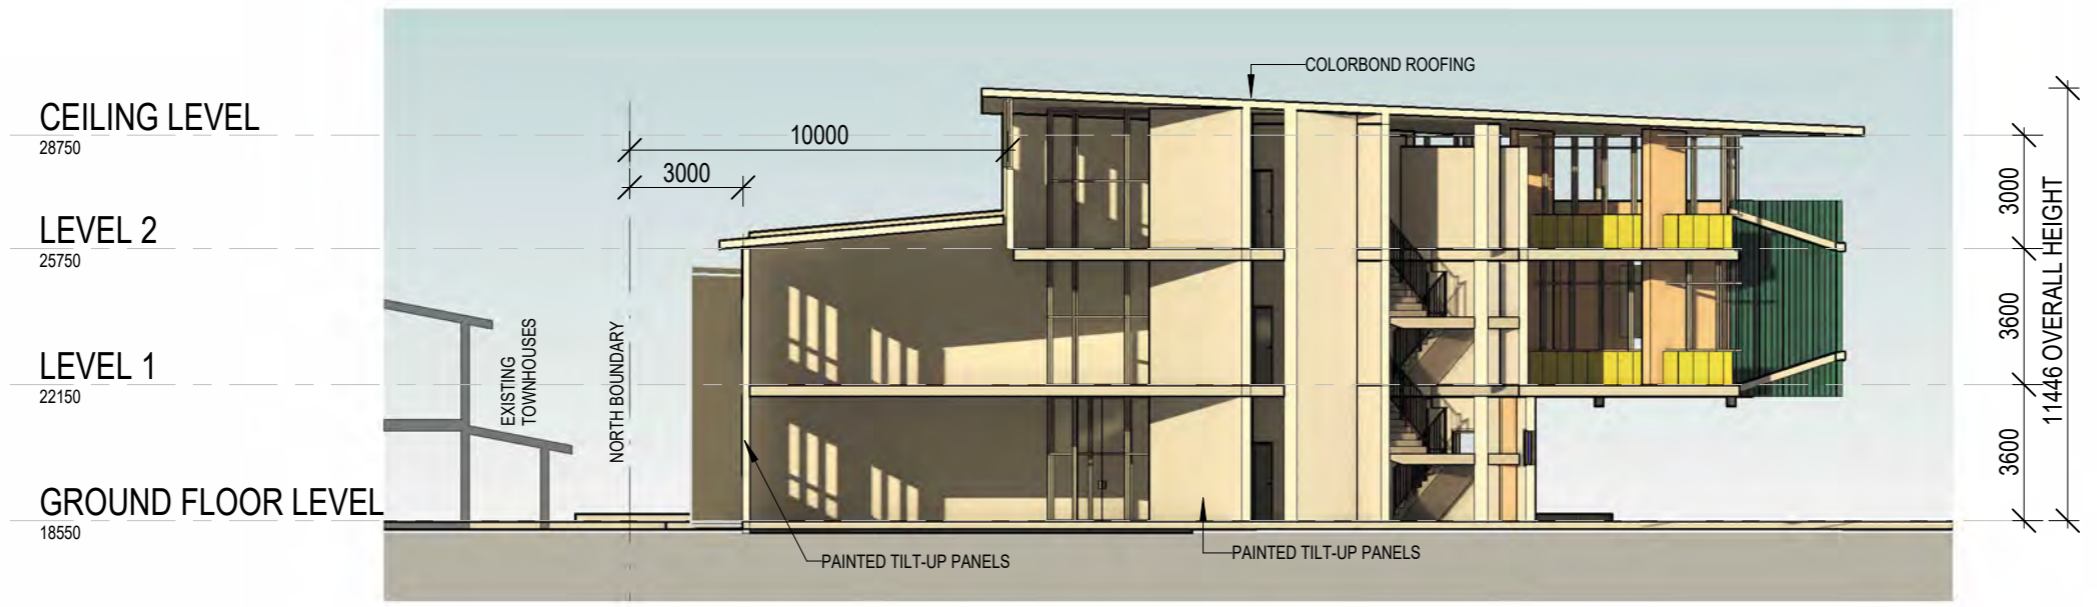 COLORBOND ROOFING
CEILING LEVEL
28750
10000
3000
LEVEL 2
25750
LEVEL 1
22150
EXISTING
TOWNHOUSES
NORTH BOUNDARY
GROUND FLOOR LEVEL
18550
PAINTED TILT-UP PANELS
PAINTED TILT-UP PANELS
3000
3600
3600
11446 OVERALL HEIGHT